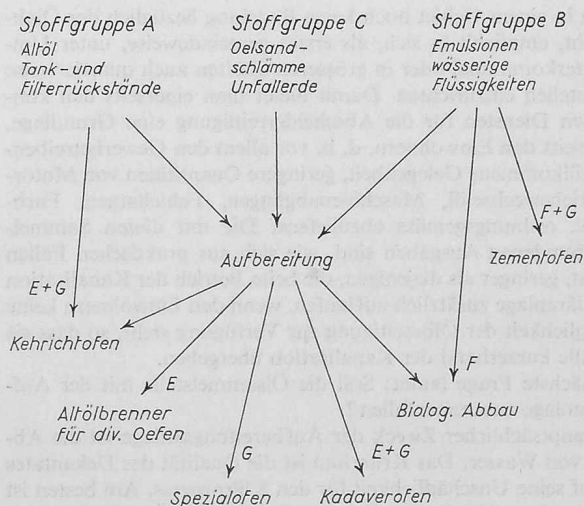 Stoffgruppe A
Altöl
Tank- und
Filterrückstände
Stoffgruppe C
Oelsand-
schlämme
Unfallerde
Stoffgruppe B
Emulsionen
wässerige
Flüssigkeiten
F+G
Aufbereitung
Zementofen
E+G
Kehrichtofen
E
F
Altölbrenner
für div. Oefen
Biolog. Abbau
G
E+G
Spezialofen
Kadaverofen